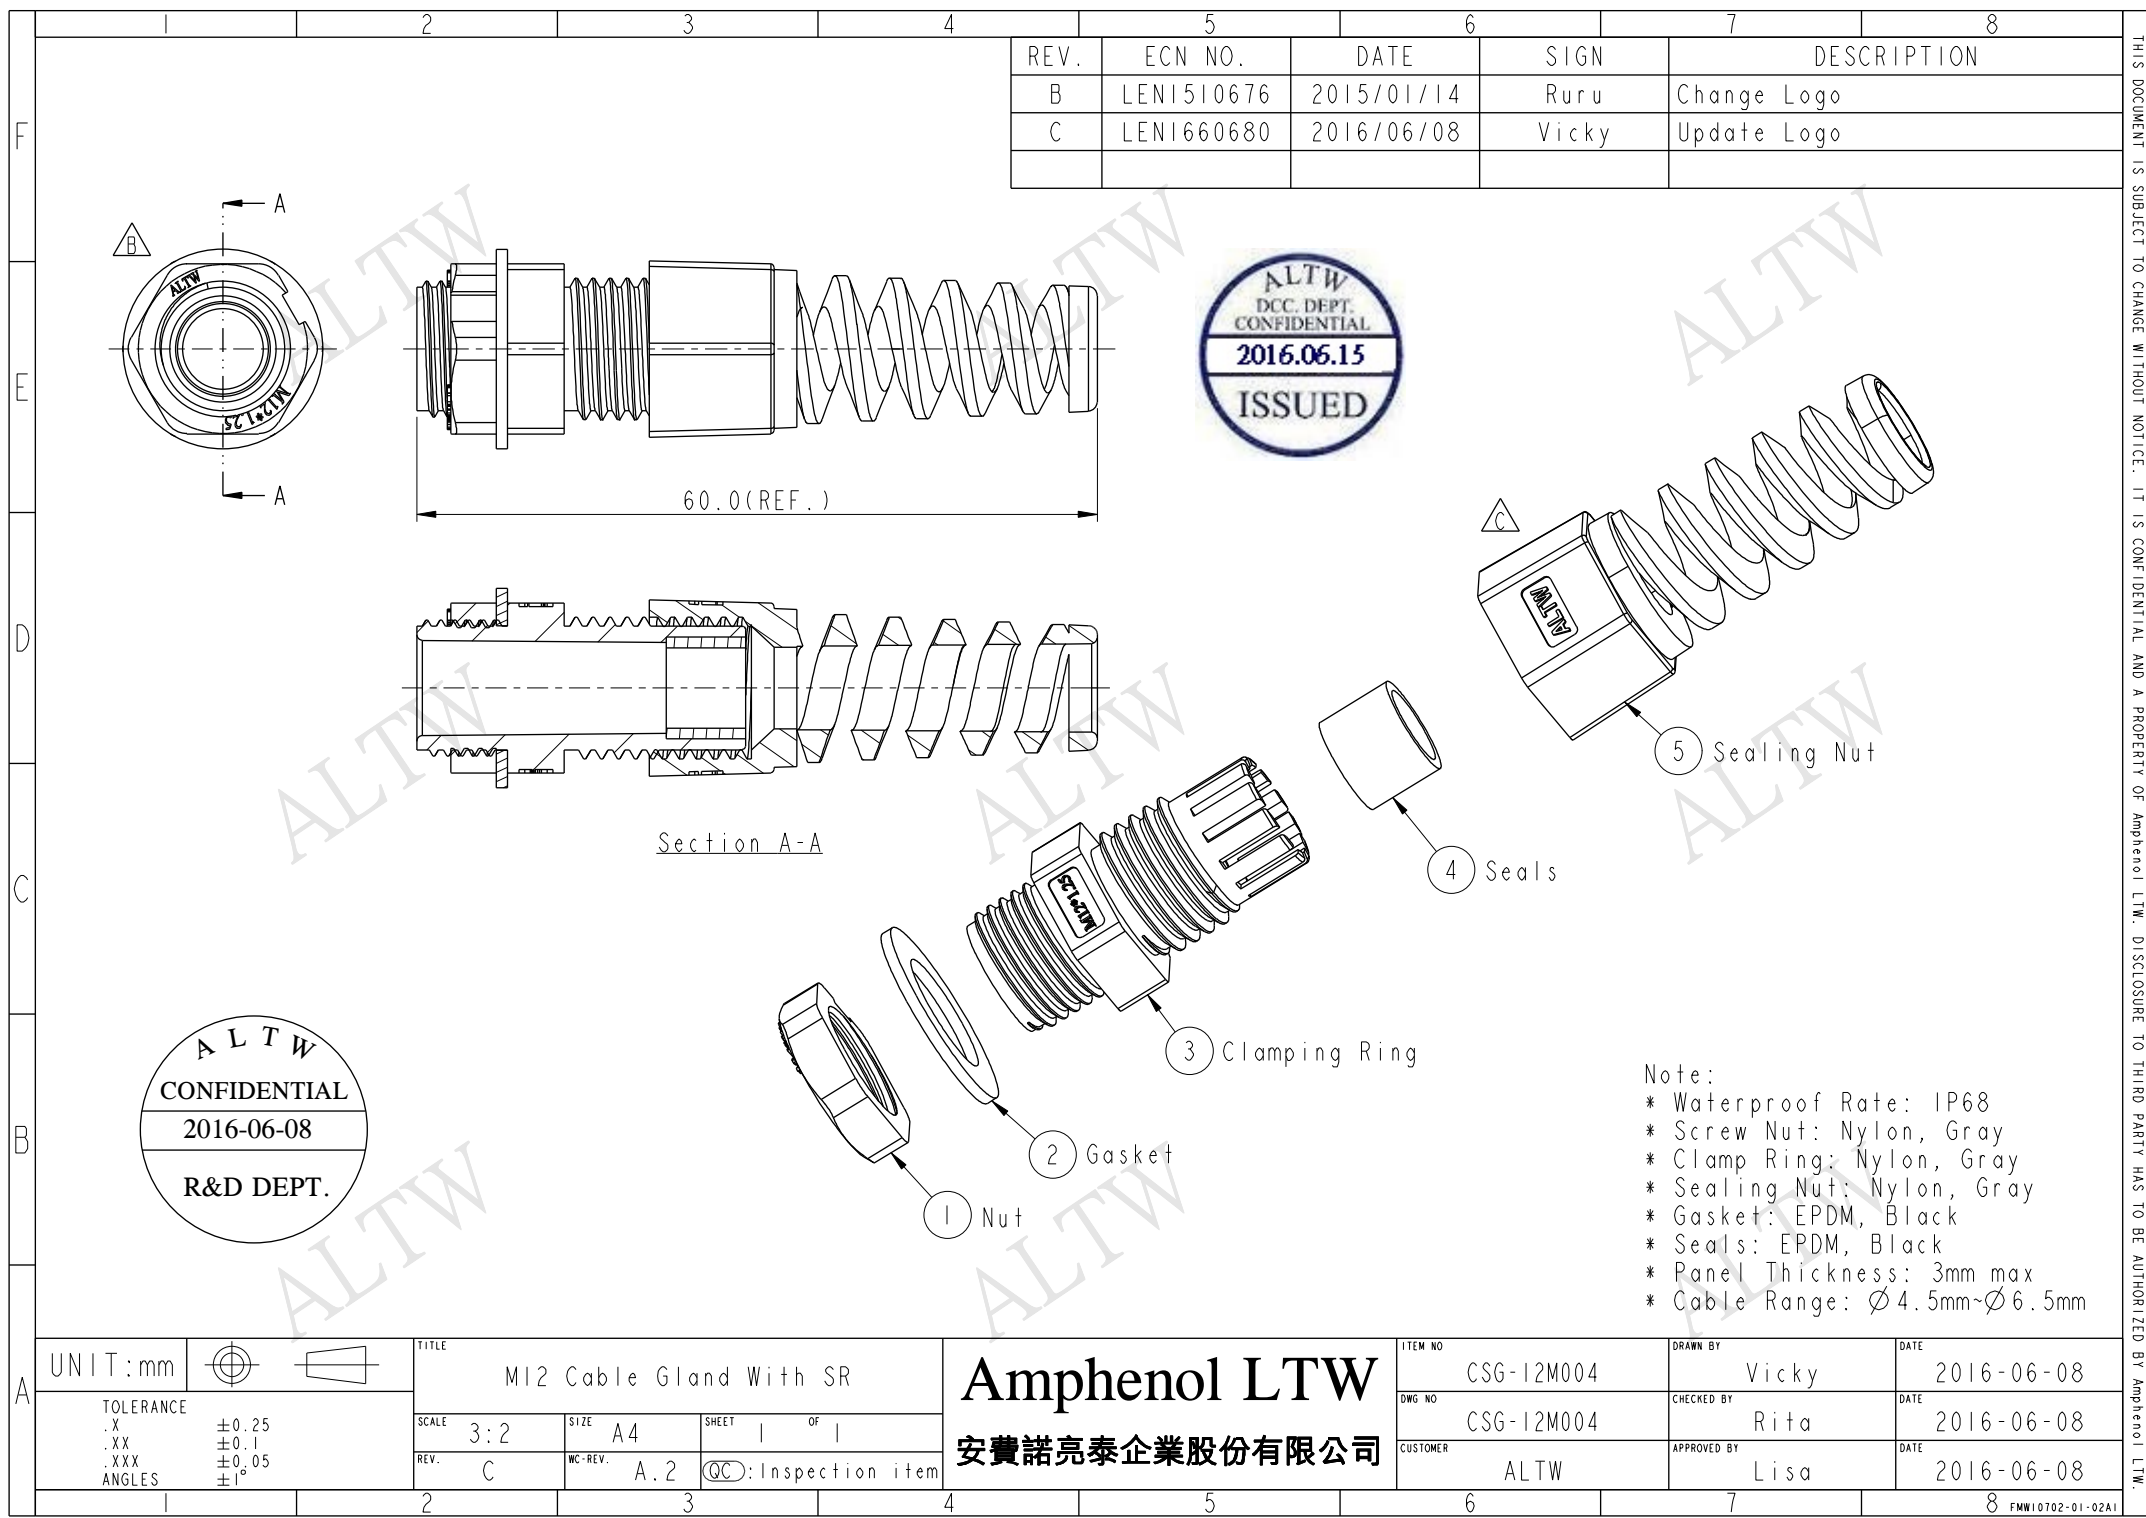 1 2 3 4 5 6 7 8
REV. ECN NO. DATE SIGN DESCRIPTION
B LEN1510676 2015/01/14 Ruru Change Logo
C LEN1660680 2016/06/08 Vicky Update Logo
F
E
D
C
B
A
A
B
ALTW
M12*1.25
A
60.0(REF.)
ALTW
DCC. DEPT.
CONFIDENTIAL
2016.06.15
ISSUED
C
ALTW
5 Sealing Nut
4 Seals
M12*1.25
3 Clamping Ring
2 Gasket
1 Nut
Section A-A
ALTW
ALTW
ALTW
ALTW
ALTW
ALTW
ALTW
ALTW
ALTW
ALTW
CONFIDENTIAL
2016-06-08
R&D DEPT.
Note:
* Waterproof Rate: IP68
* Screw Nut: Nylon, Gray
* Clamp Ring: Nylon, Gray
* Sealing Nut: Nylon, Gray
* Gasket: EPDM, Black
* Seals: EPDM, Black
* Panel Thickness: 3mm max
* Cable Range: Ø4.5mm~Ø6.5mm
UNIT:mm
TOLERANCE
.X ±0.25
.XX ±0.1
.XXX ±0.05
ANGLES ±1°
TITLE
M12 Cable Gland With SR
SCALE 3:2 SIZE A4 SHEET 1 OF 1
REV. C WC-REV. A.2 QC:Inspection item
Amphenol LTW
安費諾亮泰企業股份有限公司
ITEM NO CSG-12M004 DRAWN BY Vicky DATE 2016-06-08
DWG NO CSG-12M004 CHECKED BY Rita DATE 2016-06-08
CUSTOMER ALTW APPROVED BY Lisa DATE 2016-06-08
1 2 3 4 5 6 7 8
FMW10702-01-02A1
THIS DOCUMENT IS SUBJECT TO CHANGE WITHOUT NOTICE. IT IS CONFIDENTIAL AND A PROPERTY OF Amphenol LTW. DISCLOSURE TO THIRD PARTY HAS TO BE AUTHORIZED BY Amphenol LTW.